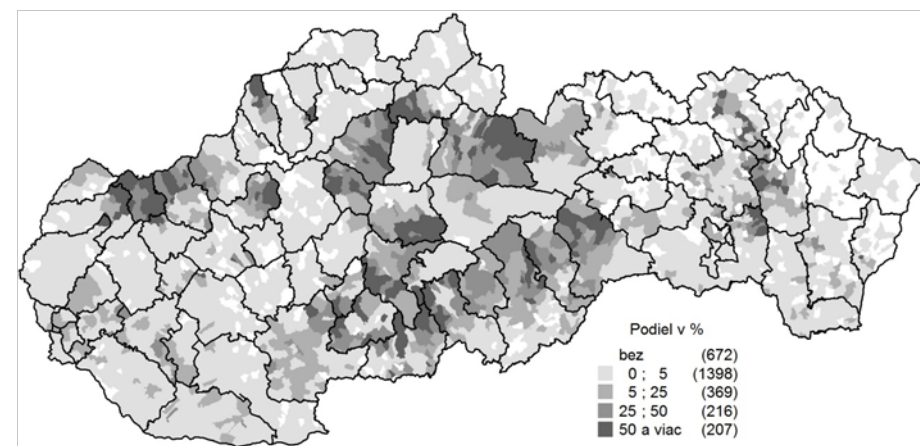 Podiel v %
bez (672)
0 ; 5 (1398)
5 ; 25 (369)
25 ; 50 (216)
50 a viac (207)